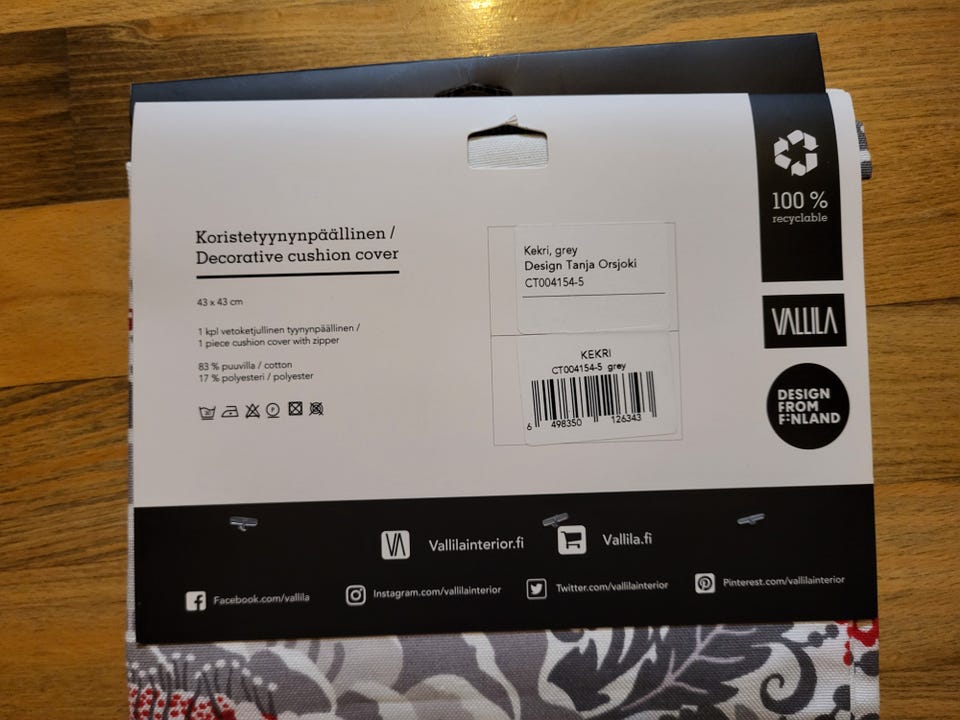 Koristetyynynpäällinen /
Decorative cushion cover
43 x 43 cm
1 kpl vetoketjullinen tyynynpäällinen /
1 piece cushion cover with zipper
83 % puuvilla / cotton
17 % polyesteri / polyester
Kekri, grey
Design Tanja Orsjoki
CT004154-5
KEKRI
CT004154-5 grey
6 498350 126343
100 %
recyclable
VALLILA
DESIGN
FROM
FINLAND
VA Vallilainterior.fi
Vallila.fi
Facebook.com/vallila
Instagram.com/vallilainterior
Twitter.com/vallilainterior
Pinterest.com/vallilainterior